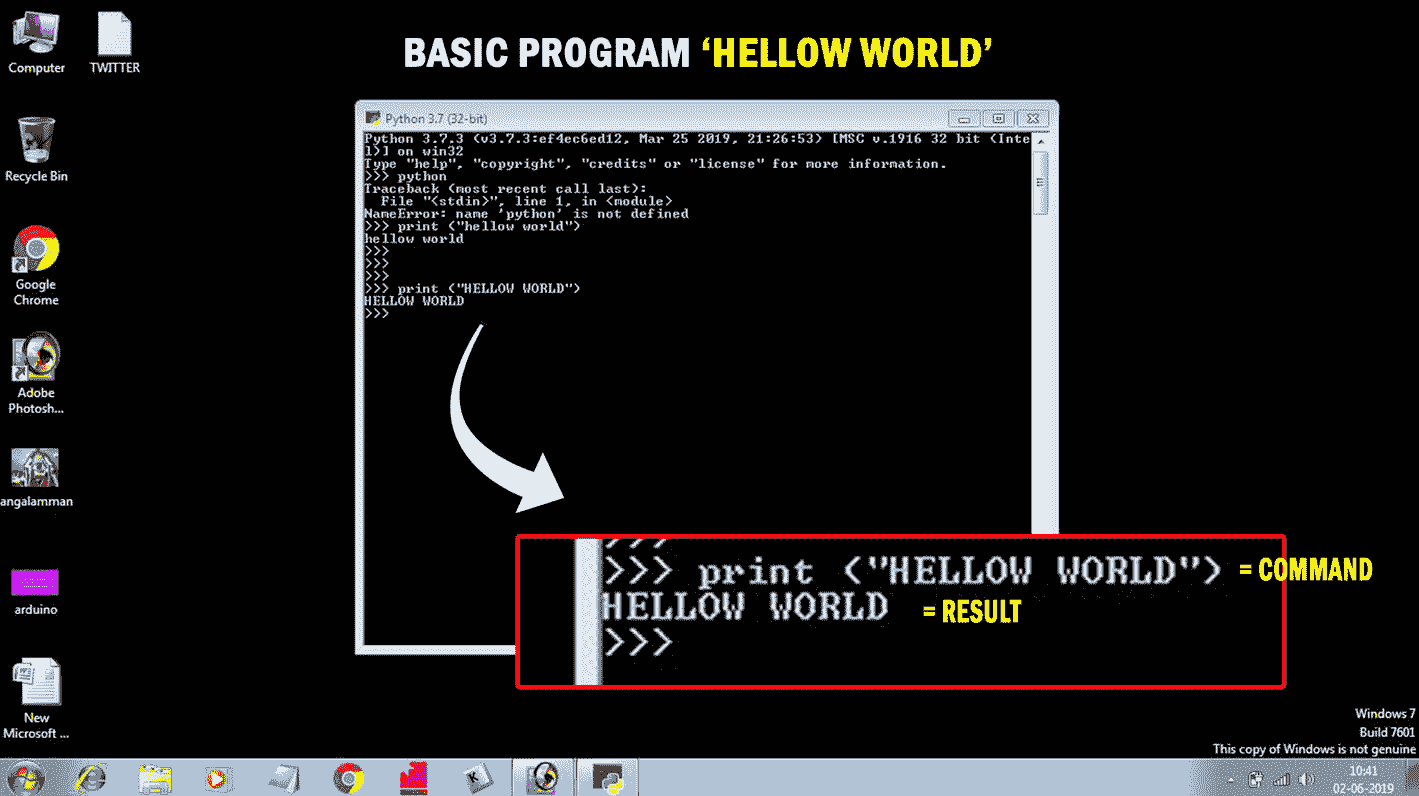 BASIC PROGRAM ‘HELLOW WORLD’
Computer
TWITTER
Recycle Bin
Google
Chrome
Adobe
Photosh...
angalamman
arduino
New
Microsoft ...
Python 3.7 (32-bit)
Python 3.7.3 (v3.7.3:ef4ec6ed12, Mar 25 2019, 21:26:53) [MSC v.1916 32 bit (Inte
l)] on win32
Type "help", "copyright", "credits" or "license" for more information.
>>> python
Traceback (most recent call last):
  File "<stdin>", line 1, in <module>
NameError: name 'python' is not defined
>>> print ("hellow world")
hellow world
>>>
>>>
>>>
>>> print ("HELLOW WORLD")
HELLOW WORLD
>>>
>>>
>>> print ("HELLOW WORLD") = COMMAND
HELLOW WORLD = RESULT
>>>
Windows 7
Build 7601
This copy of Windows is not genuine
K
10:41
02-06-2019